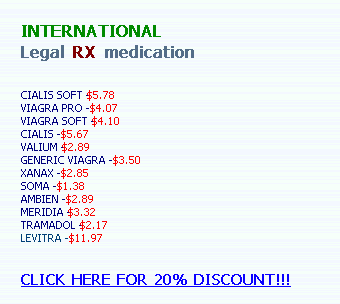 INTERNATIONAL
Legal RX medication
CIALIS SOFT $5.78
VIAGRA PRO -$4.07
VIAGRA SOFT $4.10
CIALIS -$5.67
VALIUM $2.89
GENERIC VIAGRA -$3.50
XANAX -$2.85
SOMA -$1.38
AMBIEN -$2.89
MERIDIA $3.32
TRAMADOL $2.17
LEVITRA -$11.97
CLICK HERE FOR 20% DISCOUNT!!!